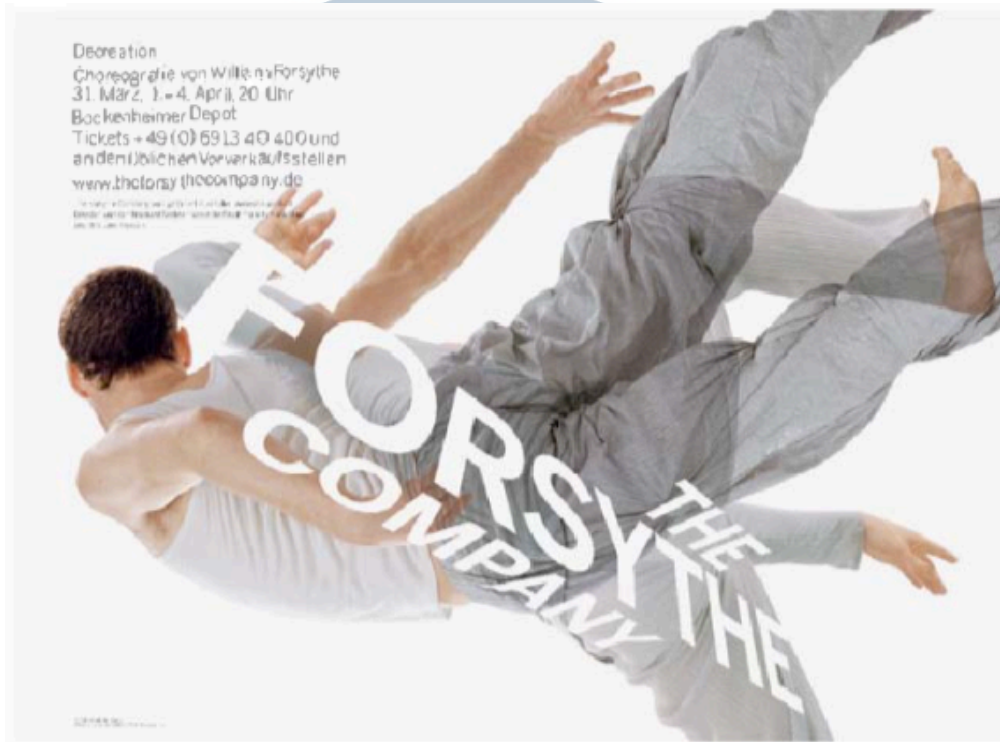 Decreation
Choreografie von William Forsythe
31. März, 1.-4. April, 20 Uhr
Bockenheimer Depot
Tickets +49 (0) 69 13 40 400 und
an den üblichen Vorverkaufsstellen
www.theforsythecompany.de
THE
FORSYTHE
COMPANY